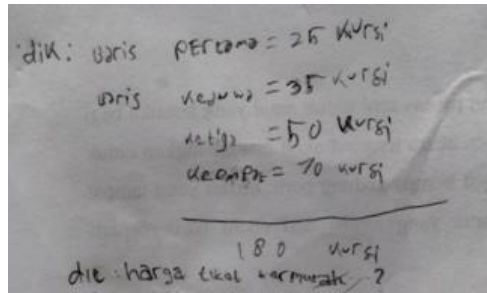 dik: baris pertama = 25 kursi
baris keduwa = 35 kursi
ketiga = 50 kursi
keempat = 70 kursi
180 kursi
dit: harga tiket termurah ?